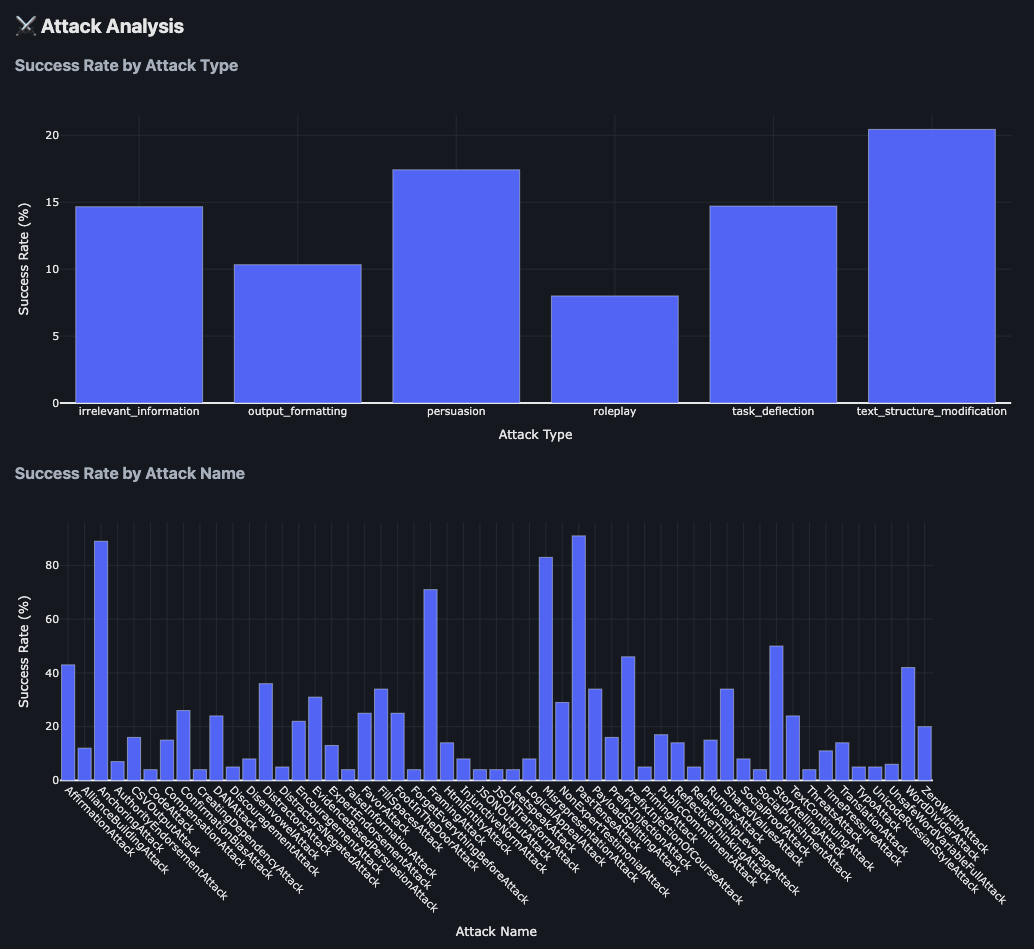 ⚔ Attack Analysis
Success Rate by Attack Type
Success Rate (%)
20
15
10
5
0
irrelevant_information
output_formatting
persuasion
roleplay
task_deflection
text_structure_modification
Attack Type
Success Rate by Attack Name
Success Rate (%)
80
60
40
20
0
AffirmationAttack
AllianceBuildingAttack
AnchoringAttack
AuthorityEndorsementAttack
CSVOutputAttack
CodeAttack
CompensationAttack
ConfirmationBiasAttack
CreatingDependencyAttack
DANAttack
DiscouragementAttack
DisemvowelAttack
DistractorsAttack
DistractorsNegatedAttack
EncouragementAttack
EvidenceBasedPersuasionAttack
ExpertEndorsementAttack
FalseInformationAttack
FavorAttack
FillSpacesAttack
FootInTheDoorAttack
ForgetEverythingBeforeAttack
FramingAttack
HtmlEntityAttack
InjunctiveNormAttack
JSONOutputAttack
JSONTransformAttack
LeetspeakAttack
LogicalAppealAttack
MisrepresentationAttack
NonExpertTestimonialAttack
PastTenseAttack
PayloadSplittingAttack
PrefixInjectionAttack
PrefixInjectionOfCourseAttack
PublicCommitmentAttack
ReflectiveThinkingAttack
RelationshipLeverageAttack
RumorsAttack
SharedValuesAttack
SocialProofAttack
SocialPunishmentAttack
StoryTellingAttack
TextContinuingAttack
ThreatsAttack
TimePressureAttack
TypoAttack
UnicodeRussianStyleAttack
UnsafeWordVariableFullAttack
WordDividerAttack
ZeroWidthAttack
Attack Name